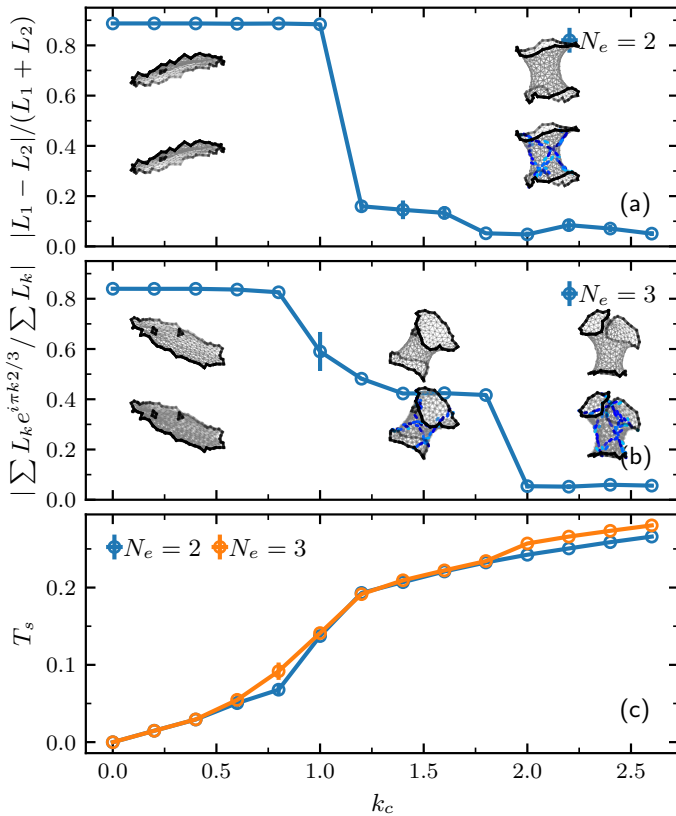 |L₁ − L₂|/(L₁ + L₂)
0.8
0.6
0.4
0.2
0.0
Nₑ = 2
(a)
|∑ Lₖe^{iπk2/3} / ∑ Lₖ|
0.8
0.6
0.4
0.2
0.0
Nₑ = 3
(b)
Tₛ
0.2
0.1
0.0
Nₑ = 2 Nₑ = 3
(c)
0.0 0.5 1.0 1.5 2.0 2.5
k_c